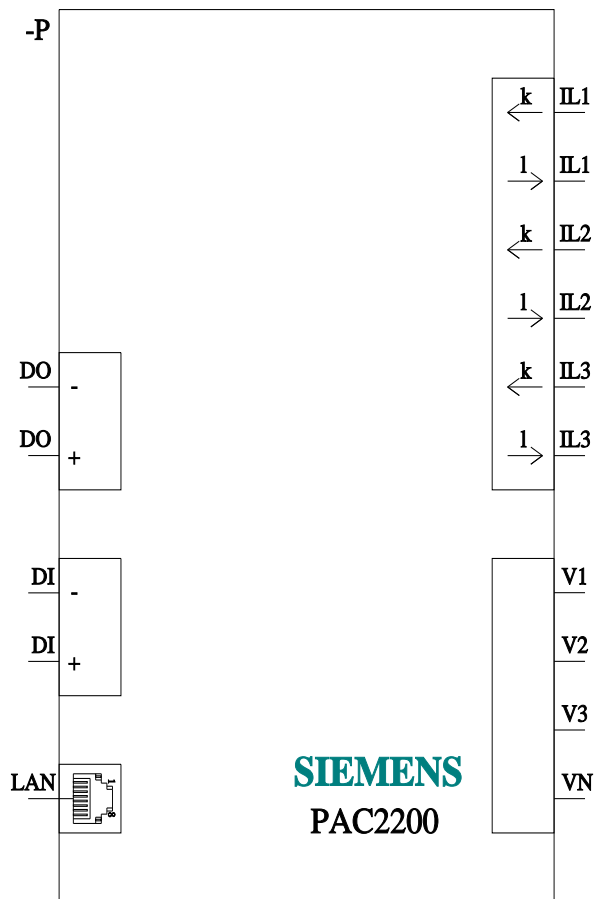 -P
k IL1
l IL1
k IL2
l IL2
DO - k IL3
DO + l IL3
DI - V1
DI + V2
V3
LAN 1 8 VN
SIEMENS
PAC2200